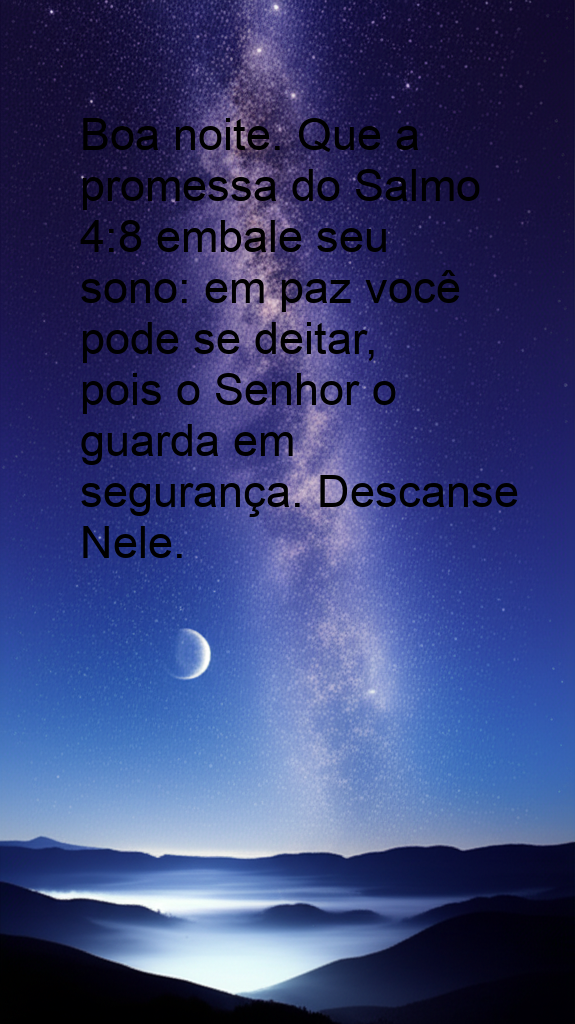 Boa noite. Que a
promessa do Salmo
4:8 embale seu
sono: em paz você
pode se deitar,
pois o Senhor o
guarda em
segurança. Descanse
Nele.